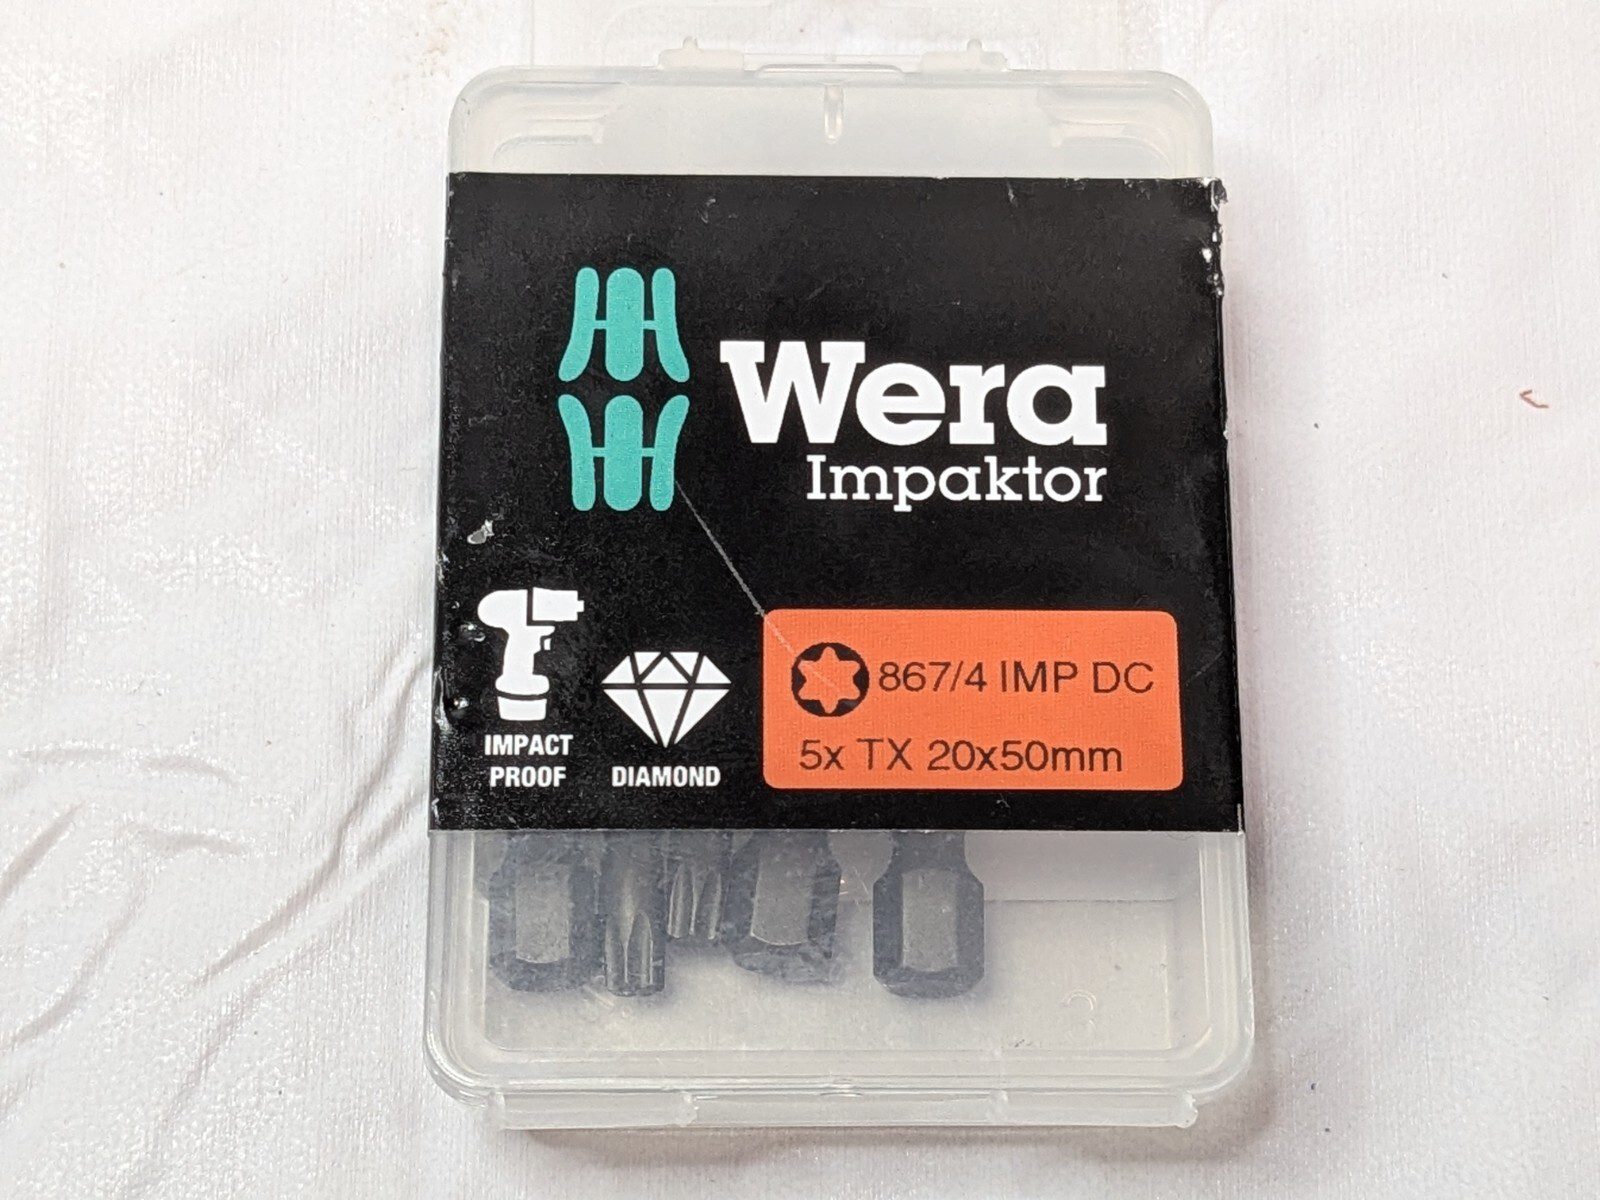 Wera
Impaktor
IMPACT
PROOF
DIAMOND
867/4 IMP DC
5x TX 20x50mm